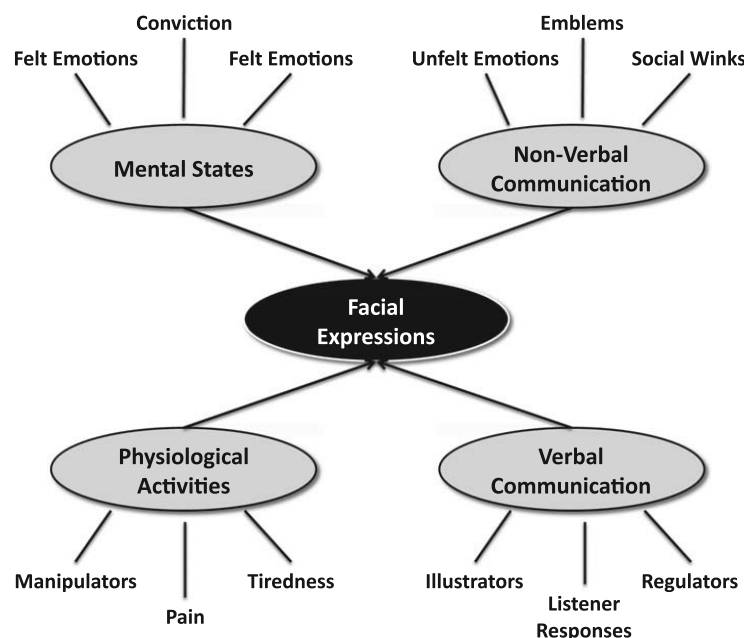 Conviction
Felt Emotions
Felt Emotions
Mental States
Emblems
Unfelt Emotions
Social Winks
Non-Verbal
Communication
Facial
Expressions
Physiological
Activities
Manipulators
Pain
Tiredness
Verbal
Communication
Illustrators
Listener
Responses
Regulators